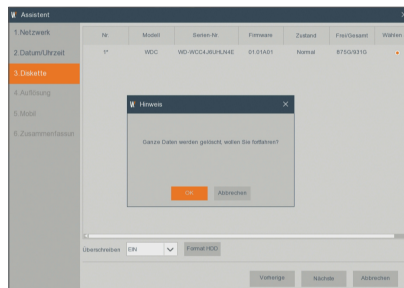 Assistent
1.Netzwerk
2.Datum/Uhrzeit
3.Diskette
4.Auflösung
5.Mobil
6.Zusammenfassun
Nr. Modell Serien-Nr. Firmware Zustand Frei/Gesamt Wählen
1* WDC WD-WCC4J6UHLN4E 01.01A01 Normal 875G/931G
Hinweis
Ganze Daten werden gelöscht, wollen Sie fortfahren?
OK Abbrechen
Überschreiben EIN Format HDD
Vorherige Nächste Abbrechen